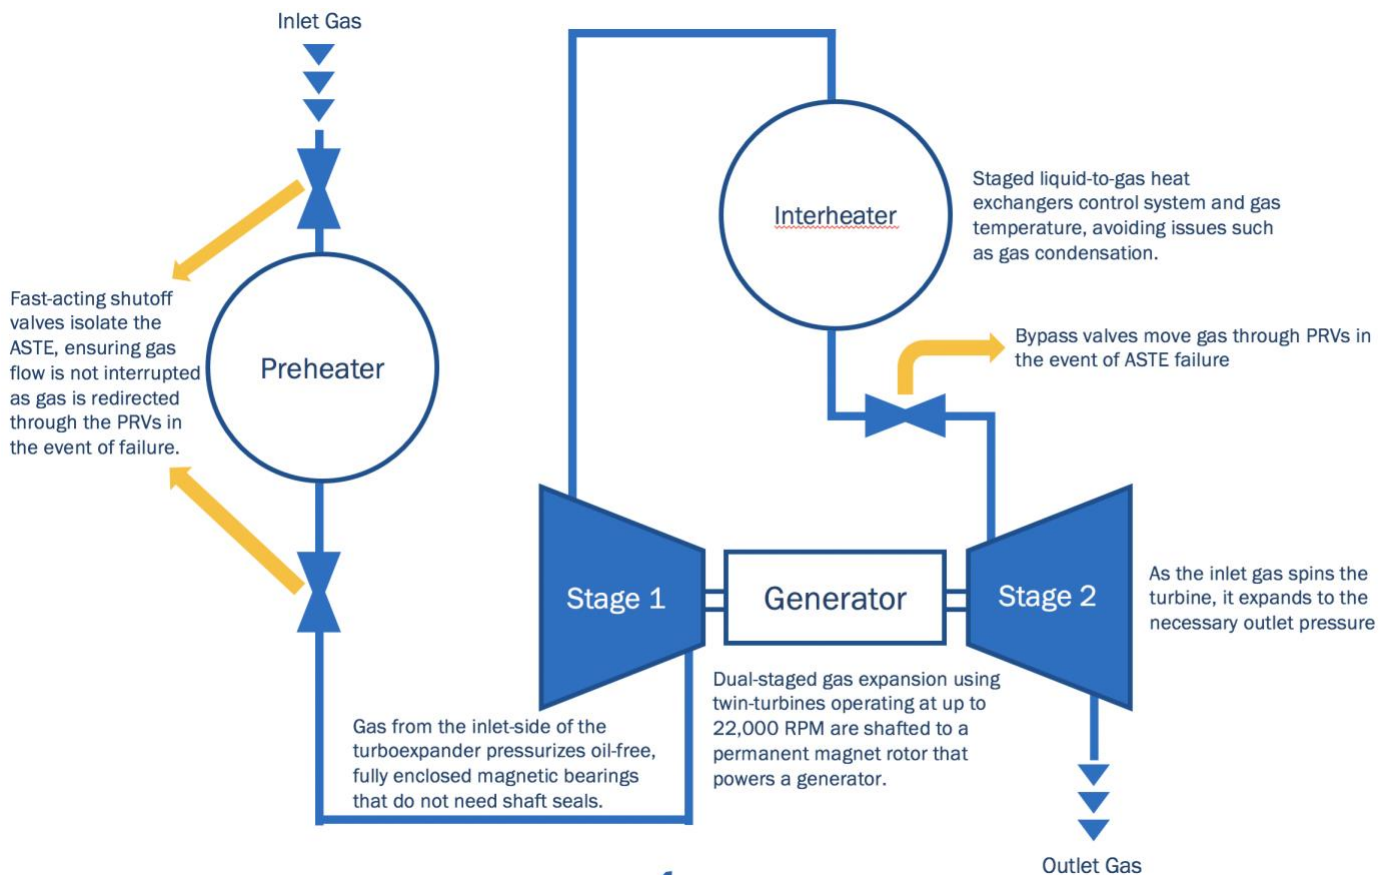 Inlet Gas
Interheater
Staged liquid-to-gas heat
exchangers control system and gas
temperature, avoiding issues such
as gas condensation.
Fast-acting shutoff
valves isolate the
ASTE, ensuring gas
flow is not interrupted
as gas is redirected
through the PRVs in
the event of failure.
Preheater
Bypass valves move gas through PRVs in
the event of ASTE failure
Stage 1
Generator
Stage 2
As the inlet gas spins the
turbine, it expands to the
necessary outlet pressure
Gas from the inlet-side of the
turboexpander pressurizes oil-free,
fully enclosed magnetic bearings
that do not need shaft seals.
Dual-staged gas expansion using
twin-turbines operating at up to
22,000 RPM are shafted to a
permanent magnet rotor that
powers a generator.
Outlet Gas